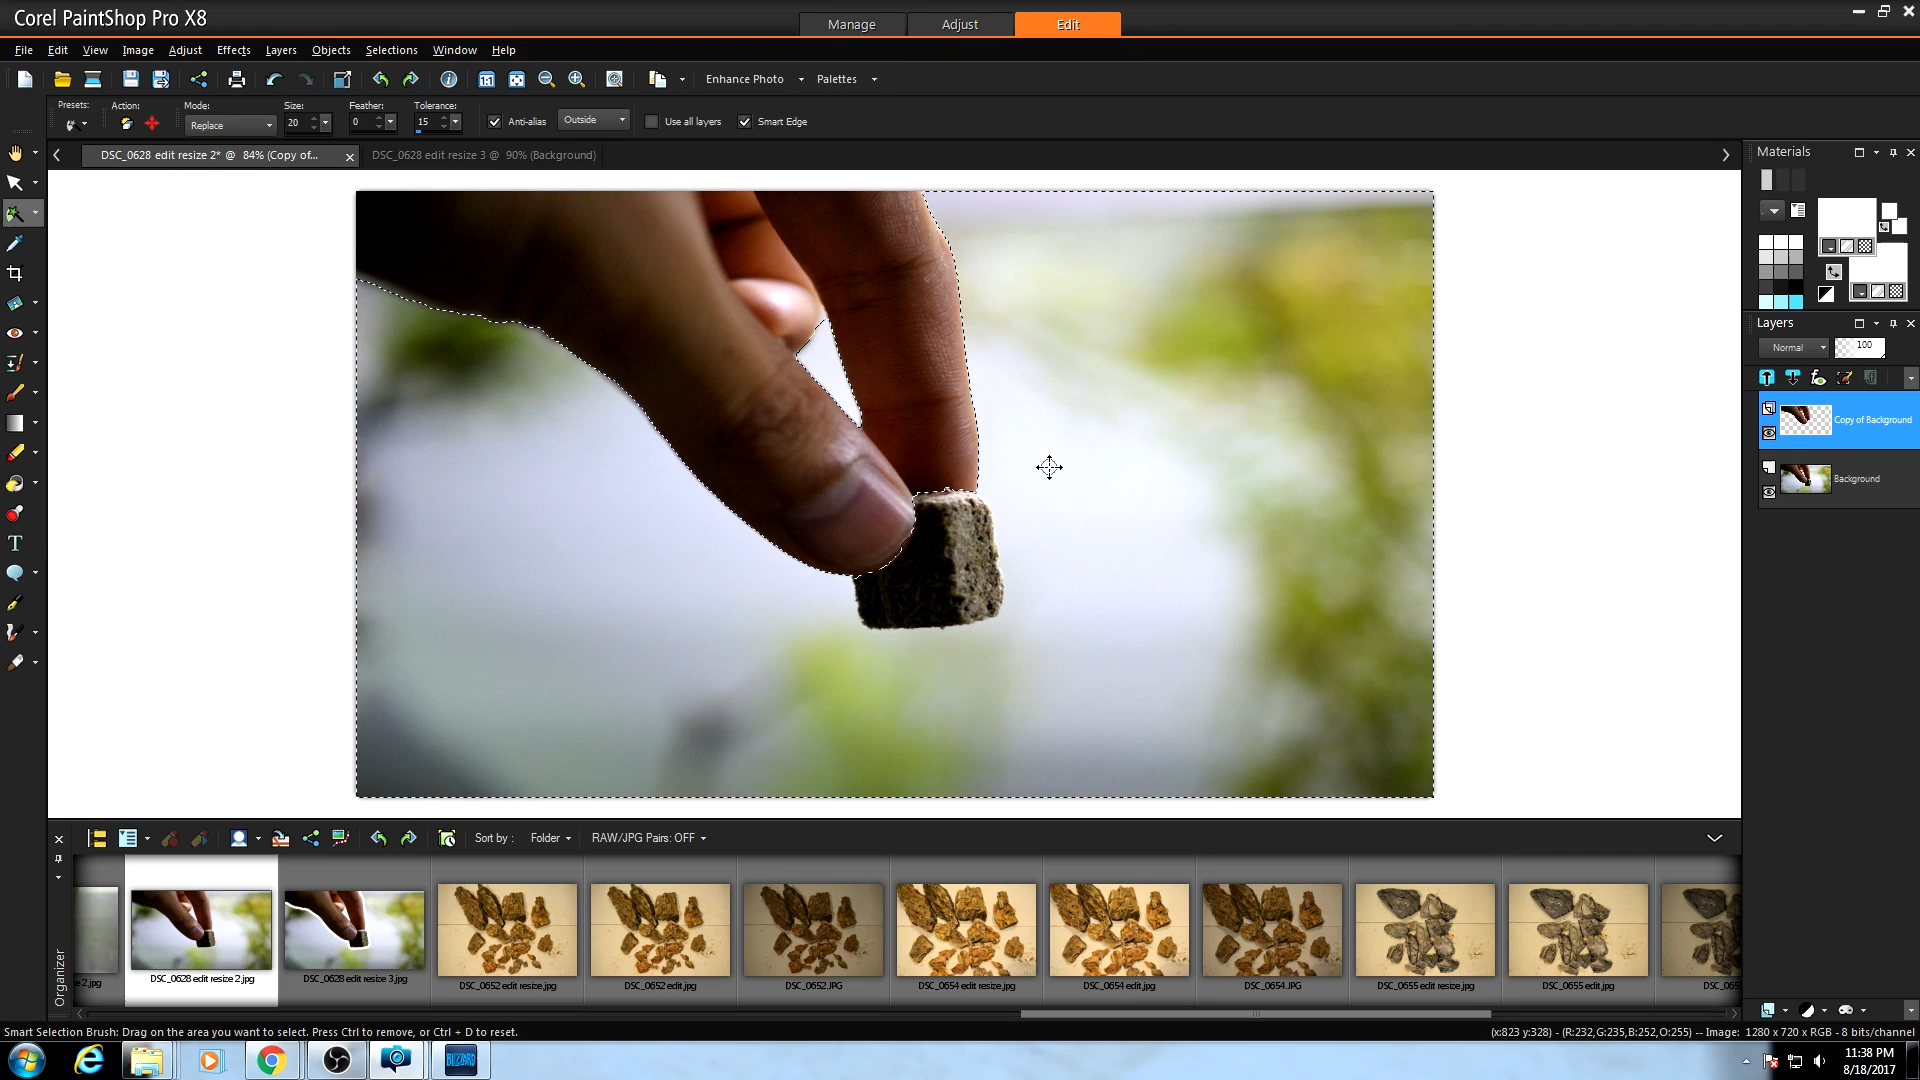 Corel PaintShop Pro X8
Manage
Adjust
Edit
File Edit View Image Adjust Effects Layers Objects Selections Window Help
Enhance Photo
Palettes
Presets:
Action:
Mode:
Size:
Feather:
Tolerance:
Replace
20
0
15
Anti-alias
Outside
Use all layers
Smart Edge
DSC_0628 edit resize 2* @ 84% (Copy of...
DSC_0628 edit resize 3 @ 90% (Background)
Materials
Layers
Normal
100
Copy of Background
Background
Sort by :
Folder
RAW/JPG Pairs: OFF
Organizer
e 2.jpg
DSC_0628 edit resize 2.jpg
DSC_0628 edit resize 3.jpg
DSC_0652 edit resize.jpg
DSC_0652 edit.jpg
DSC_0652.JPG
DSC_0654 edit resize.jpg
DSC_0654 edit.jpg
DSC_0654.JPG
DSC_0655 edit resize.jpg
DSC_0655 edit.jpg
Smart Selection Brush: Drag on the area you want to select. Press Ctrl to remove, or Ctrl + D to reset.
(x:823 y:328) - (R:232,G:235,B:252,O:255) -- Image: 1280 x 720 x RGB - 8 bits/channel
BLIZZARD
11:38 PM
8/18/2017